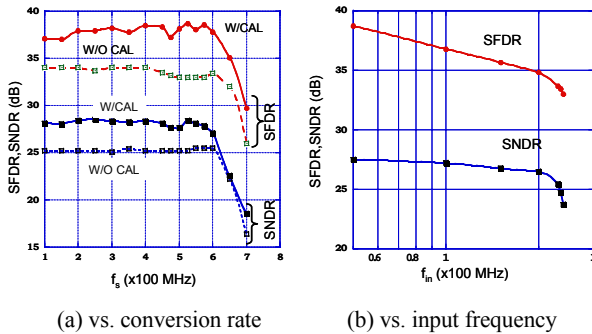 40
35
30
25
20
15
SFDR, SNDR (dB)
W/CAL
W/O CAL
W/CAL
W/O CAL
SFDR
SNDR
1 2 3 4 5 6 7 8
fs (x100 MHz)
(a) vs. conversion rate
40
35
30
25
20
SFDR,SNDR (dB)
SFDR
SNDR
0.6 0.8 1
fin (x100 MHz)
(b) vs. input frequency